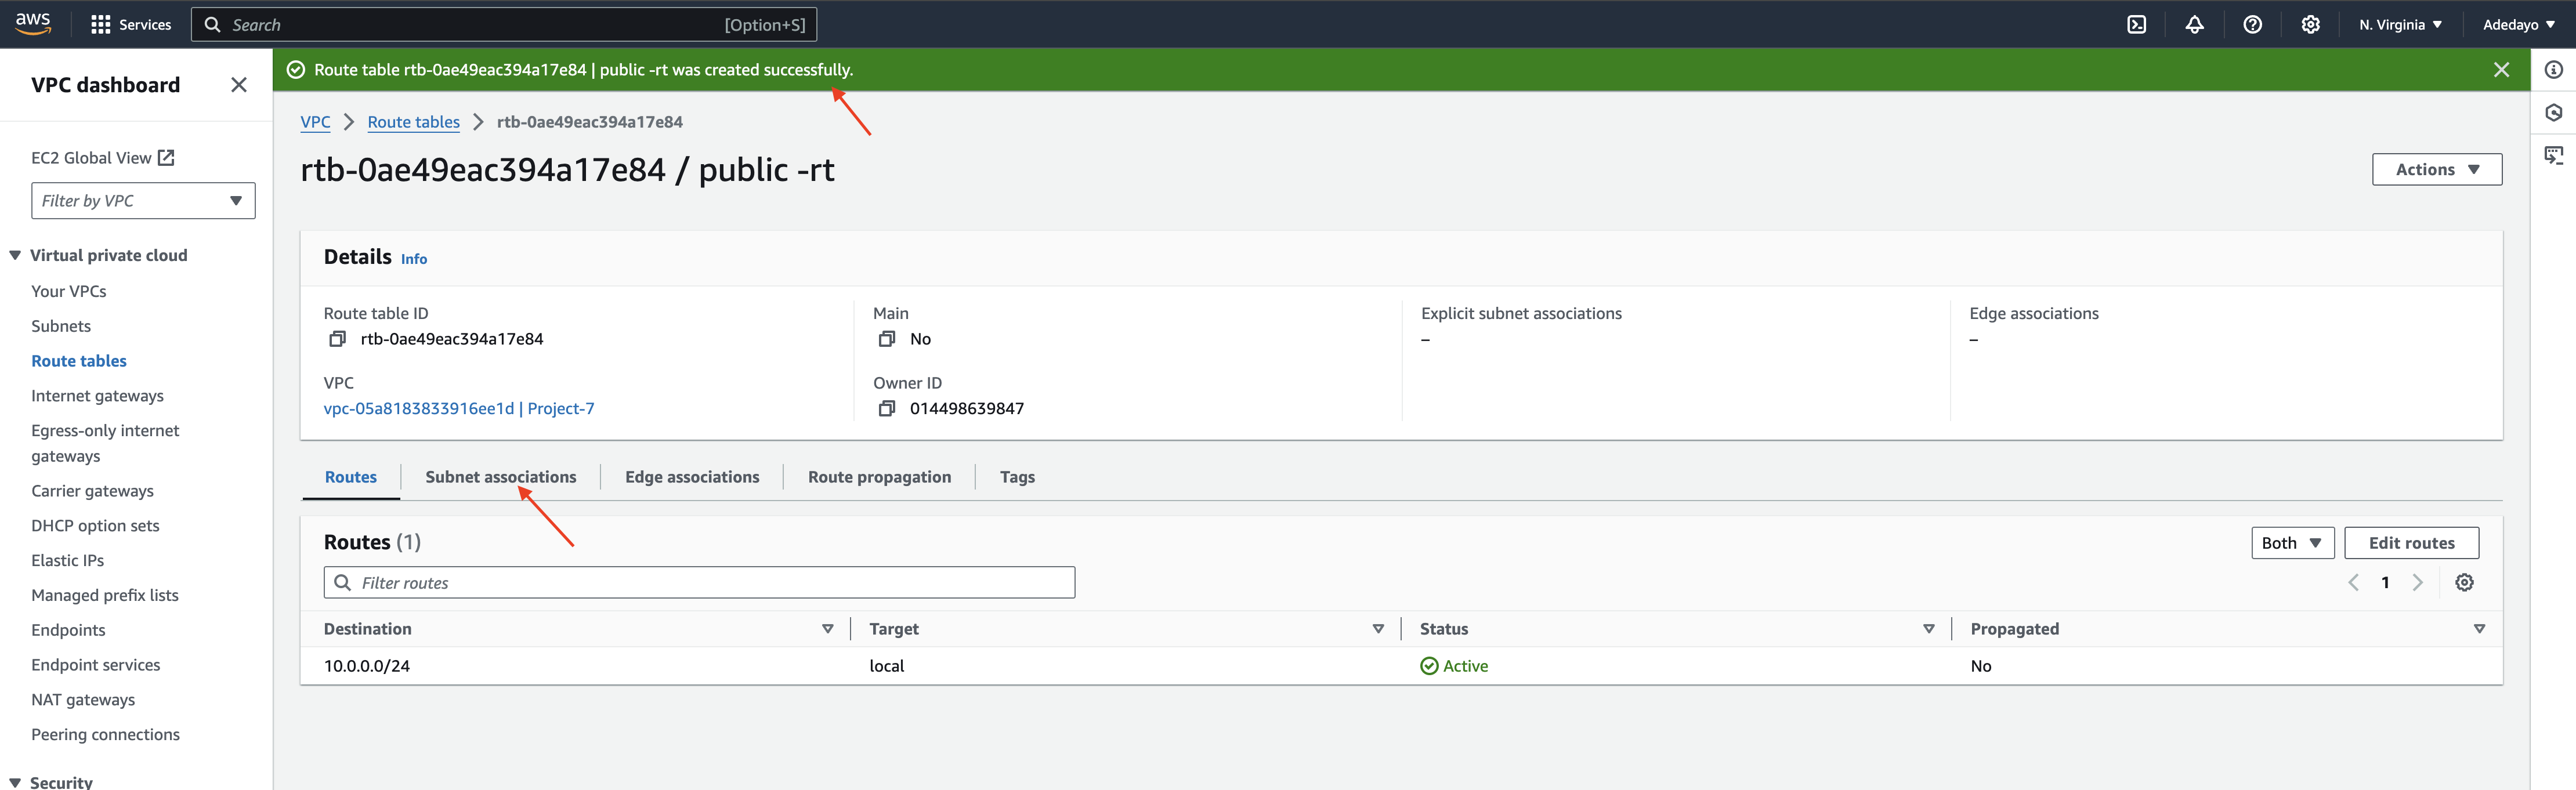 aws
Services
Search
[Option+S]
N. Virginia
Adedayo
VPC dashboard
EC2 Global View
Filter by VPC
Virtual private cloud
Your VPCs
Subnets
Route tables
Internet gateways
Egress-only internet
gateways
Carrier gateways
DHCP option sets
Elastic IPs
Managed prefix lists
Endpoints
Endpoint services
NAT gateways
Peering connections
Security
Route table rtb-0ae49eac394a17e84 | public -rt was created successfully.
VPC
Route tables
rtb-0ae49eac394a17e84
rtb-0ae49eac394a17e84 / public -rt
Actions
Details Info
Route table ID
rtb-0ae49eac394a17e84
Main
No
Explicit subnet associations
–
Edge associations
–
VPC
vpc-05a8183833916ee1d | Project-7
Owner ID
014498639847
Routes
Subnet associations
Edge associations
Route propagation
Tags
Routes (1)
Both
Edit routes
Filter routes
1
Destination
Target
Status
Propagated
10.0.0.0/24
local
Active
No